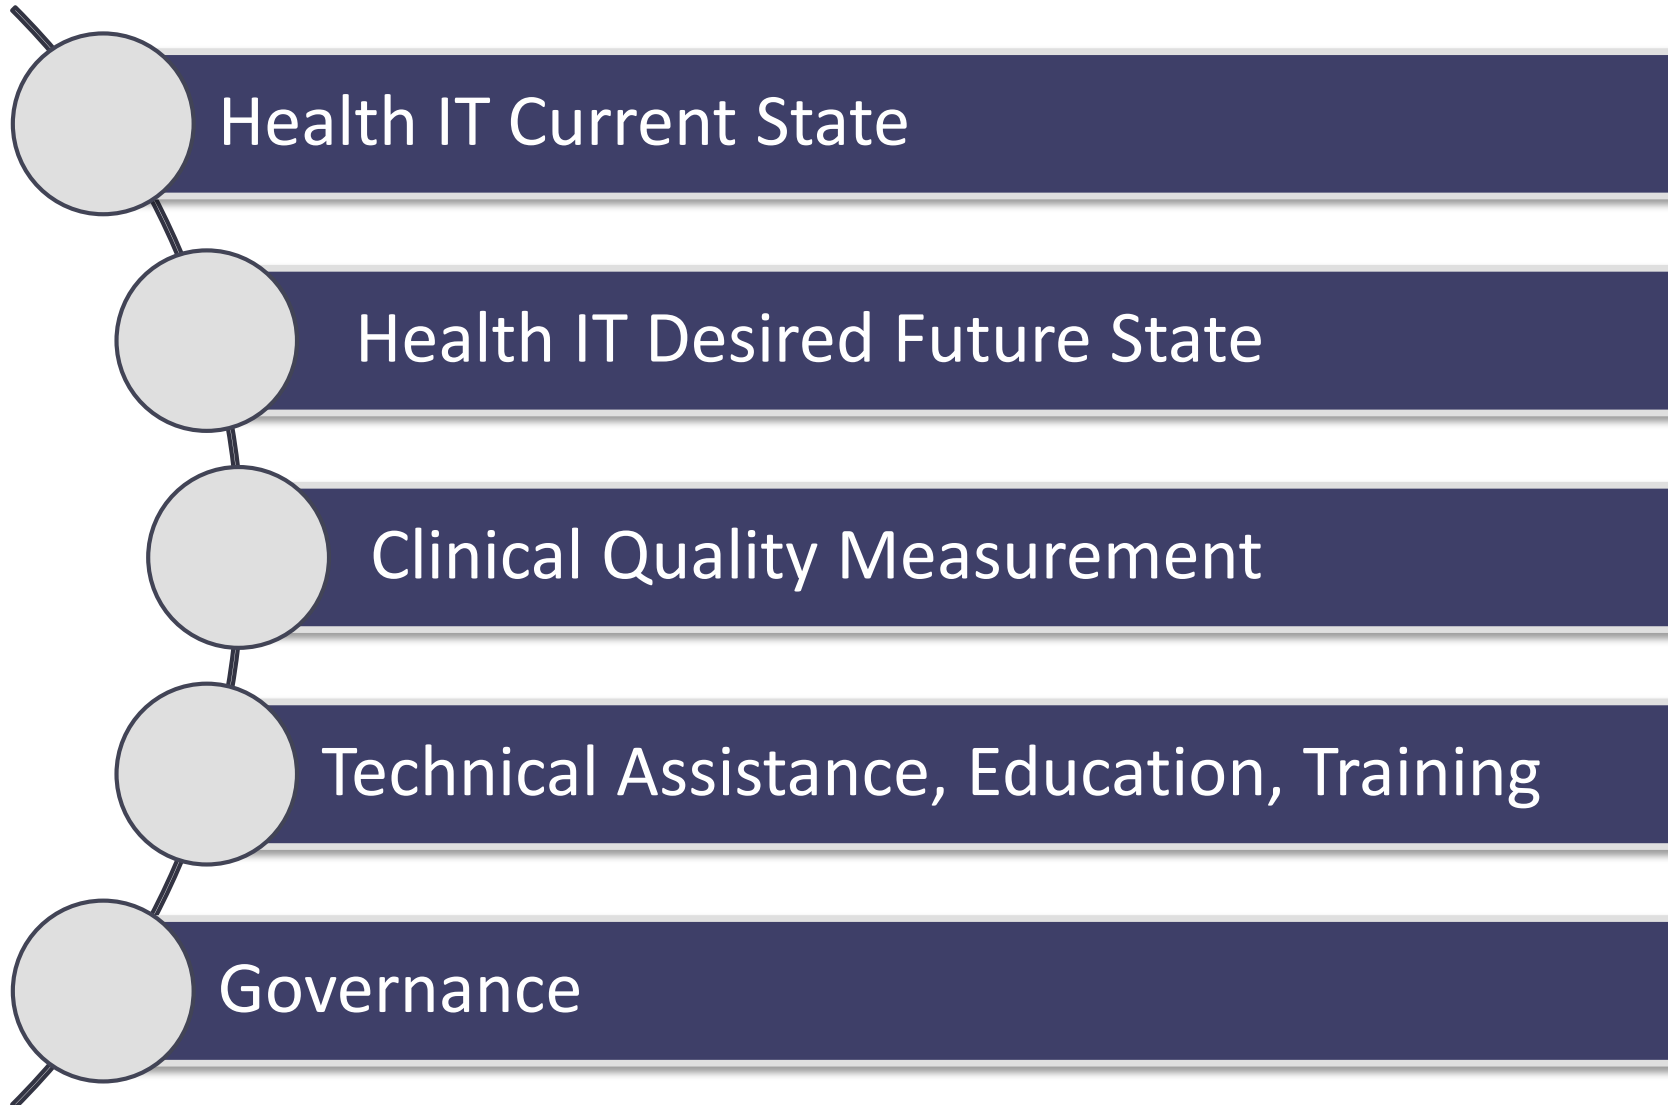 Health IT Current State
Health IT Desired Future State
Clinical Quality Measurement
Technical Assistance, Education, Training
Governance